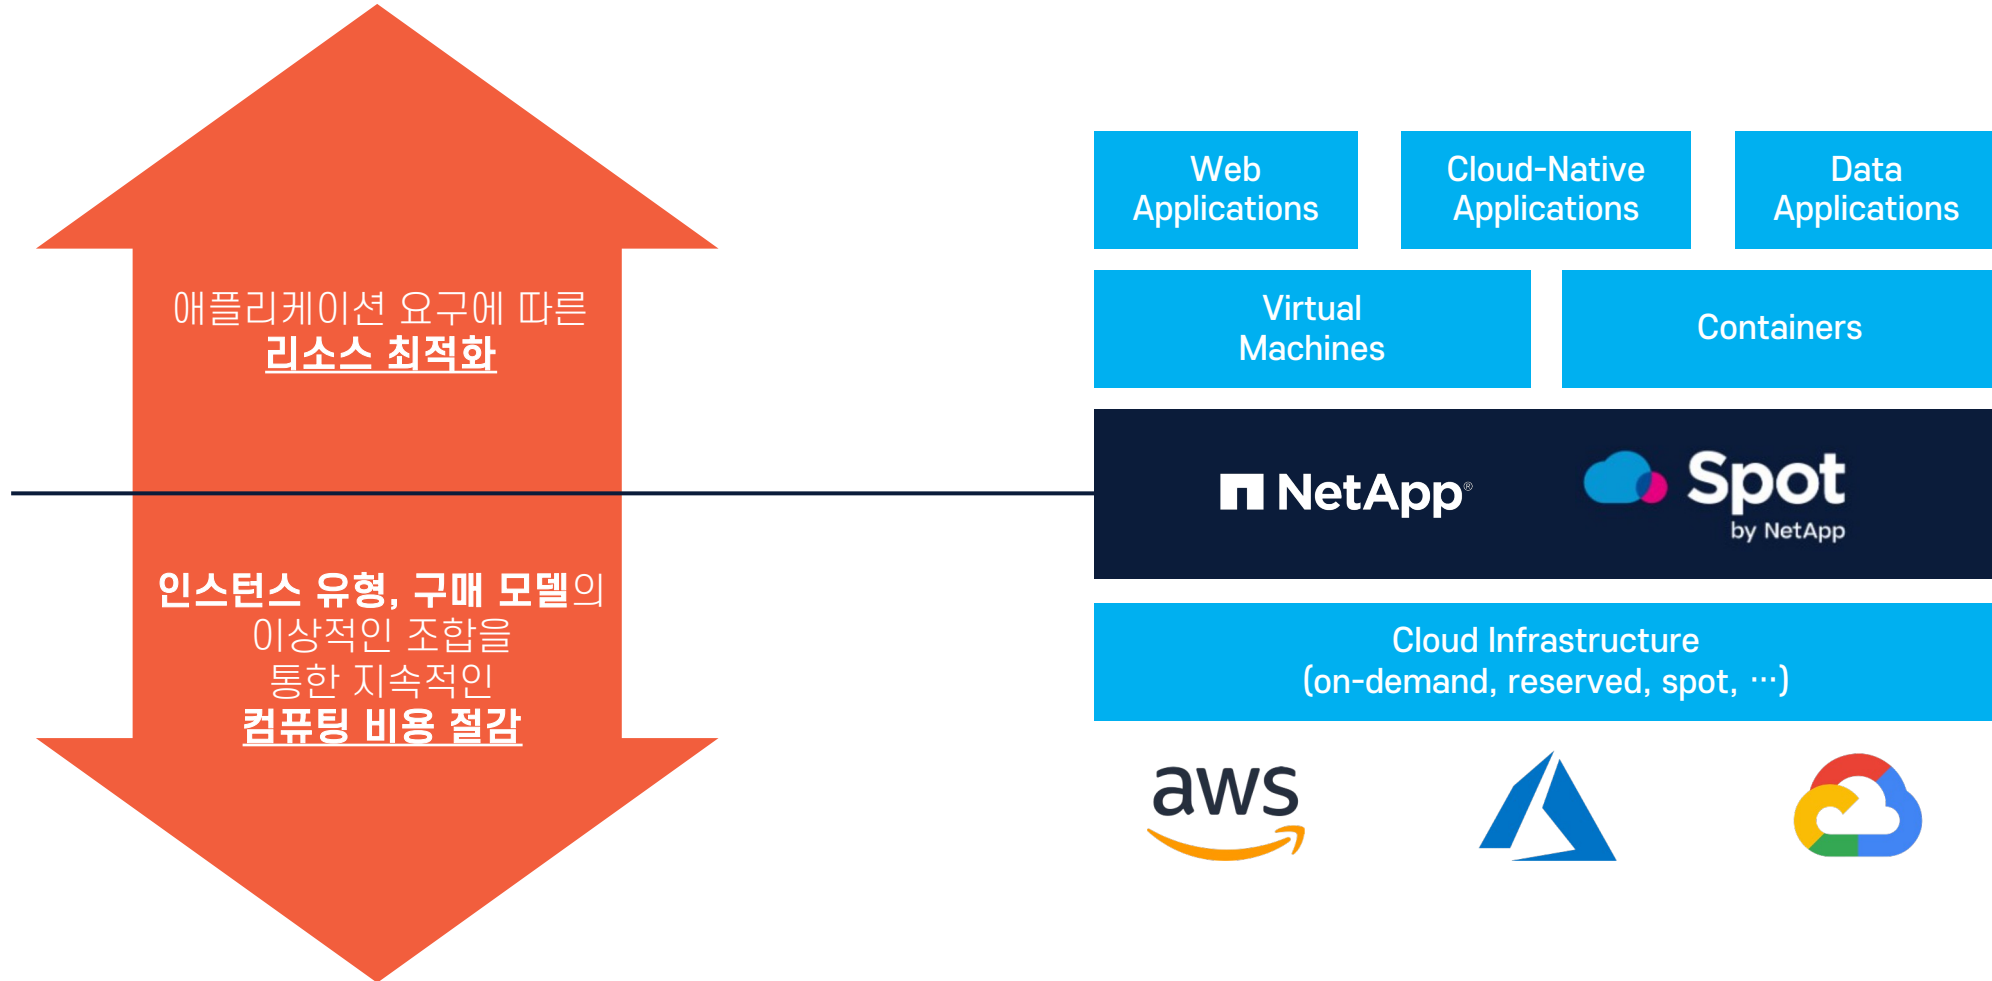 애플리케이션 요구에 따른
리소스 최적화
인스턴스 유형, 구매 모델의
이상적인 조합을
통한 지속적인
컴퓨팅 비용 절감
Web
Applications
Cloud-Native
Applications
Data
Applications
Virtual
Machines
Containers
NetApp®
Spot
by NetApp
Cloud Infrastructure
(on-demand, reserved, spot, ···)
aws